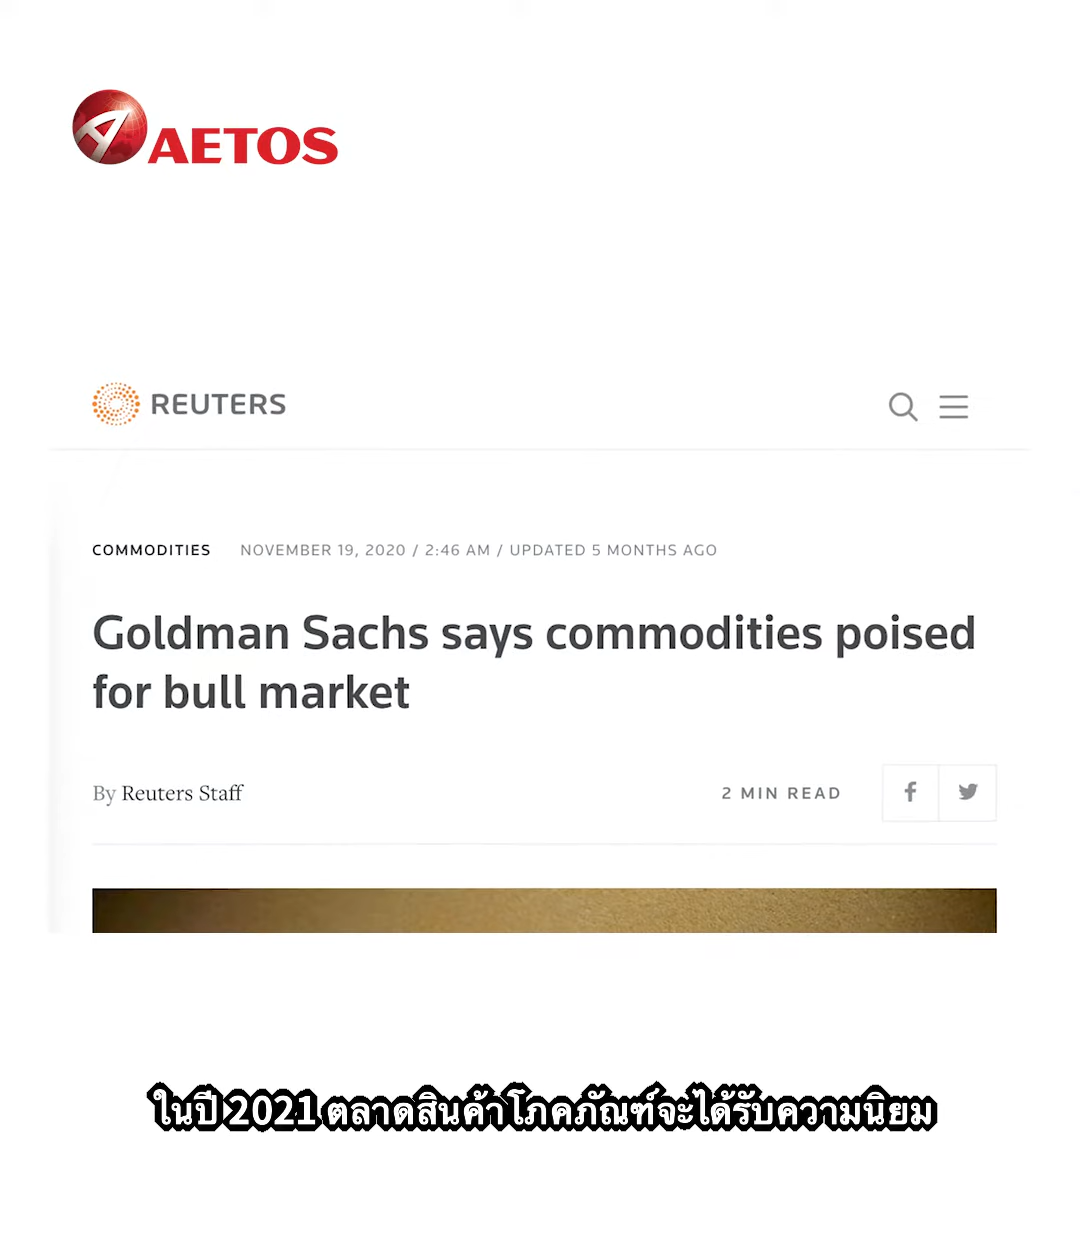 AETOS
REUTERS
COMMODITIES NOVEMBER 19, 2020 / 2:46 AM / UPDATED 5 MONTHS AGO
Goldman Sachs says commodities poised
for bull market
By Reuters Staff 2 MIN READ
ในปี 2021 ตลาดสินค้าโภคภัณฑ์จะได้รับความนิยม